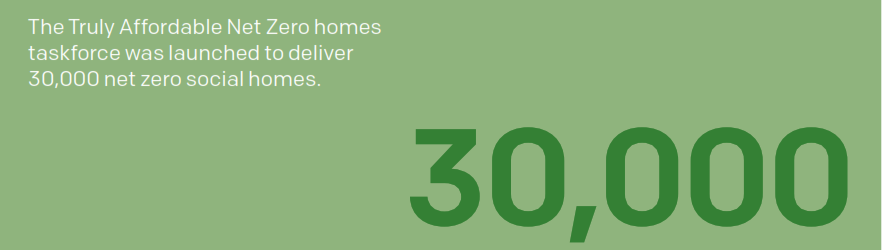 The Truly Affordable Net Zero homes
taskforce was launched to deliver
30,000 net zero social homes.
30,000